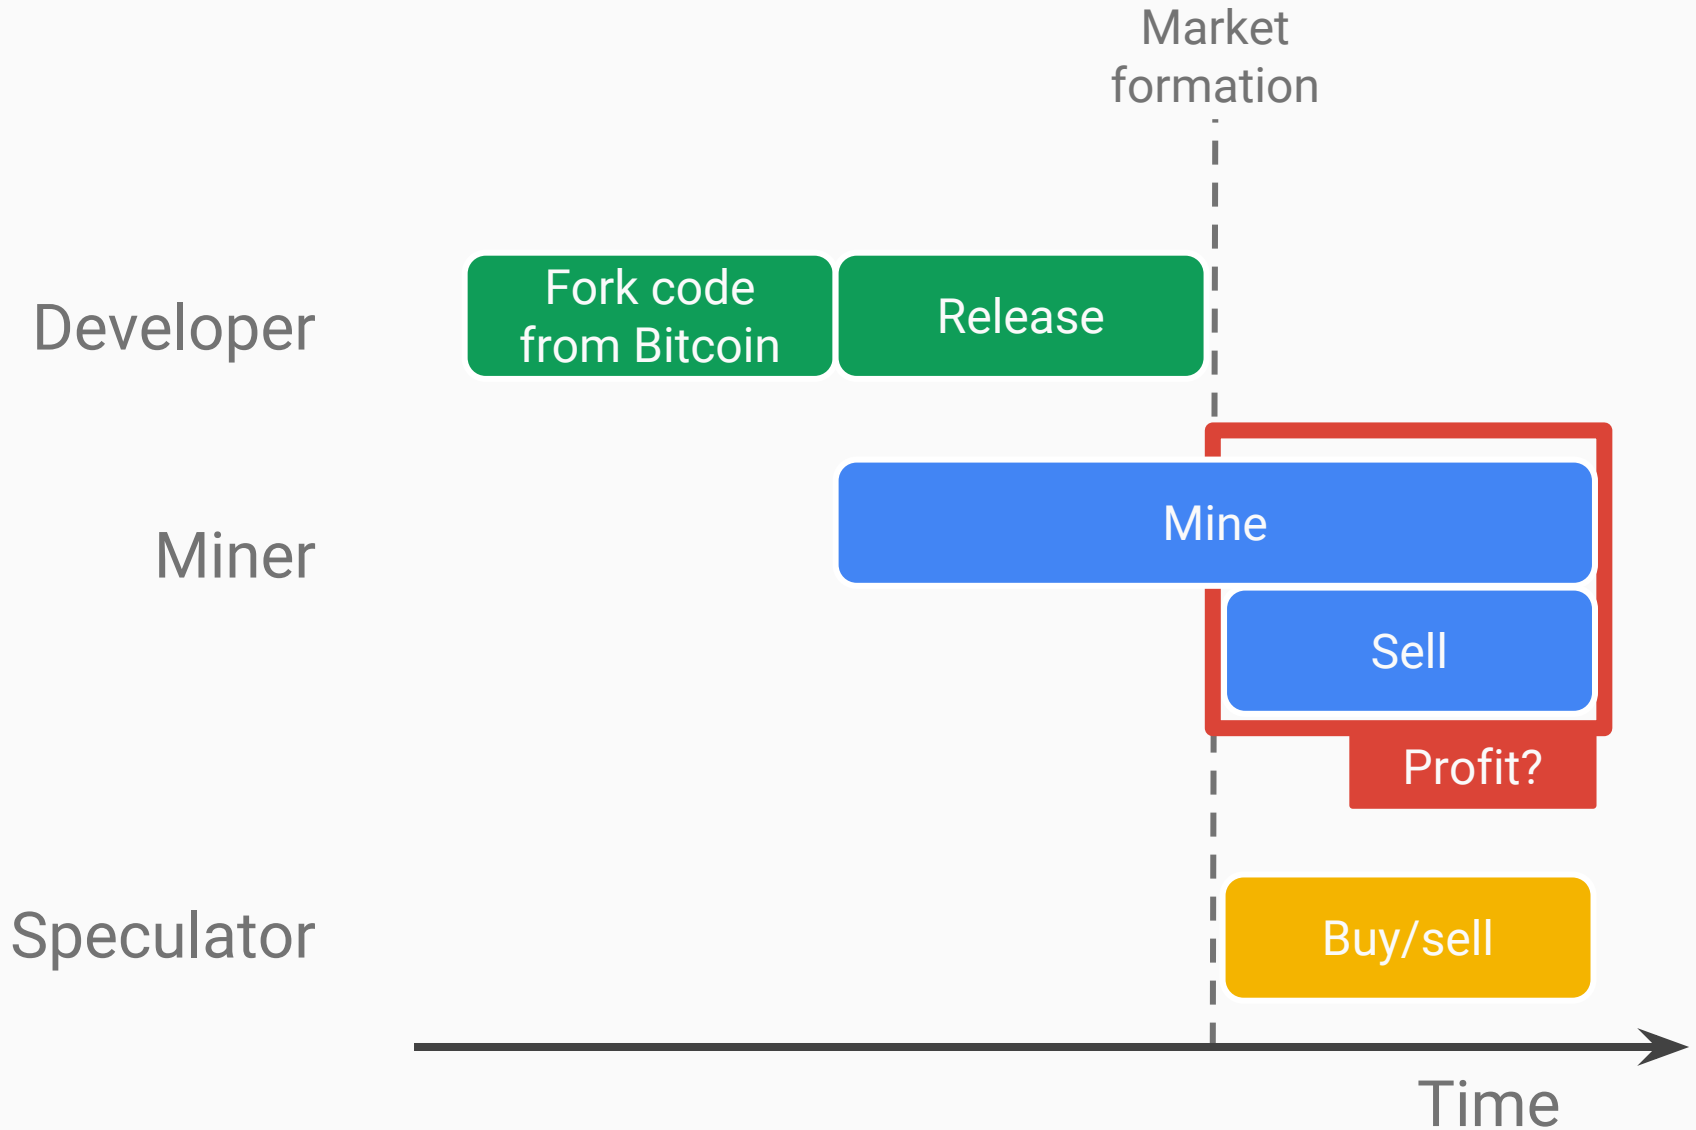 Market
formation
Developer
Fork code
from Bitcoin
Release
Miner
Mine
Sell
Profit?
Speculator
Buy/sell
Time